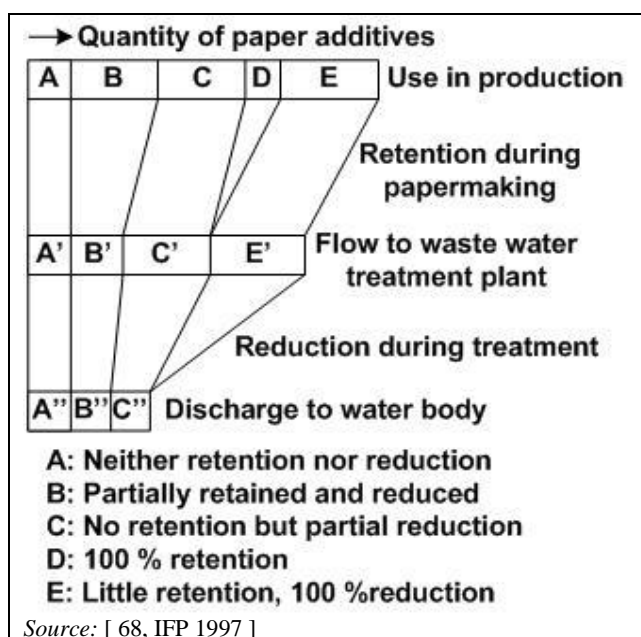 → Quantity of paper additives
A B C D E Use in production
Retention during
papermaking
A' B' C' E' Flow to waste water
treatment plant
Reduction during treatment
A" B" C" Discharge to water body
A: Neither retention nor reduction
B: Partially retained and reduced
C: No retention but partial reduction
D: 100 % retention
E: Little retention, 100 %reduction
Source: [ 68, IFP 1997 ]